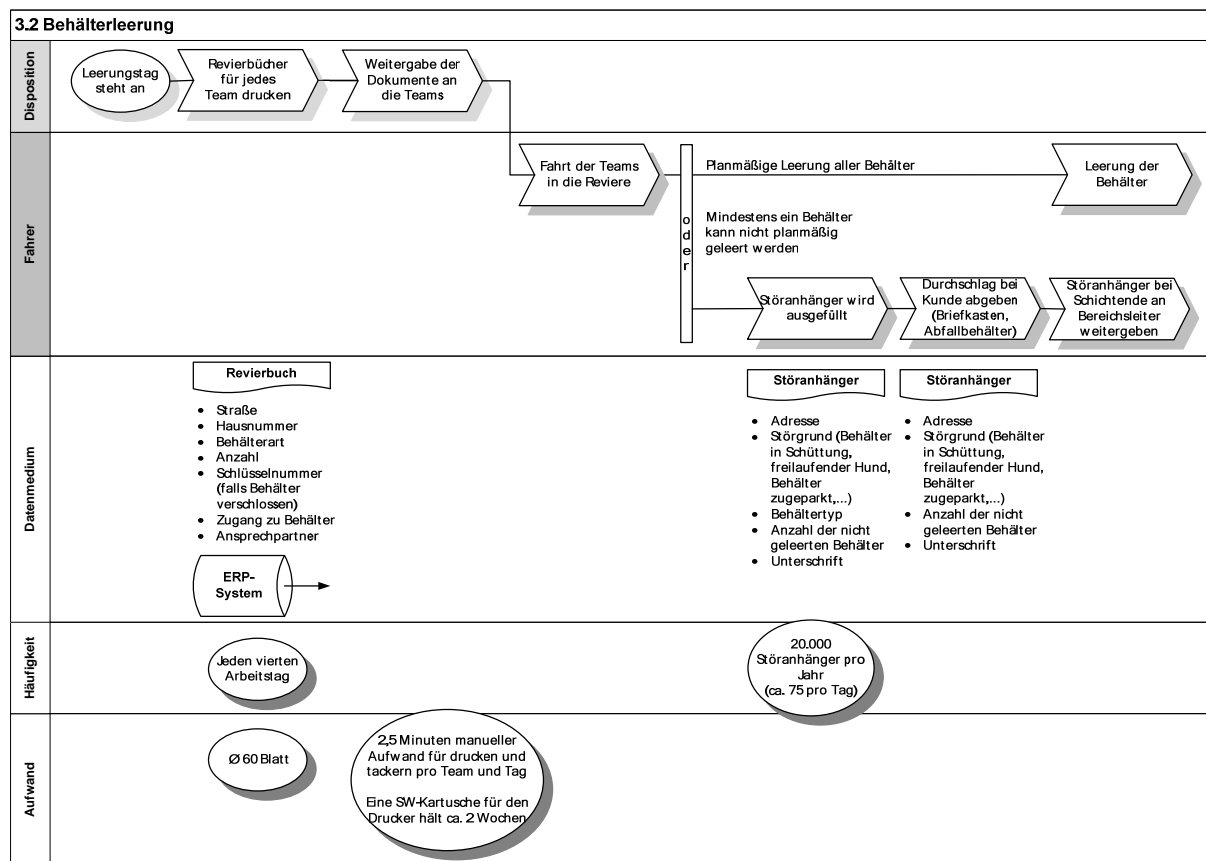 3.2 Behälterleerung
Disposition
Leerungstag
steht an
Revierbücher
für jedes
Team drucken
Weitergabe der
Dokumente an
die Teams
Fahrer
Fahrt der Teams
in die Reviere
oder
Planmäßige Leerung aller Behälter
Leerung der
Behälter
Mindestens ein Behälter
kann nicht planmäßig
geleert werden
Störanhänger wird
ausgefüllt
Durchschlag bei
Kunde abgeben
(Briefkasten,
Abfallbehälter)
Störanhänger bei
Schichtende an
Bereichsleiter
weitergeben
Datenmedium
Revierbuch
• Straße
• Hausnummer
• Behälterart
• Anzahl
• Schlüsselnummer
(falls Behälter
verschlossen)
• Zugang zu Behälter
• Ansprechpartner
ERP-
System
Störanhänger
• Adresse
• Störgrund (Behälter
in Schüttung,
freilaufender Hund,
Behälter
zugeparkt,...)
• Behältertyp
• Anzahl der nicht
geleerten Behälter
• Unterschrift
Störanhänger
• Adresse
• Störgrund (Behälter
in Schüttung,
freilaufender Hund,
Behälter
zugeparkt,...)
• Anzahl der nicht
geleerten Behälter
• Unterschrift
Häufigkeit
Jeden vierten
Arbeitstag
20.000
Störanhänger pro
Jahr
(ca. 75 pro Tag)
Aufwand
Ø 60 Blatt
2,5 Minuten manueller
Aufwand für drucken und
tackern pro Team und Tag
Eine SW-Kartusche für den
Drucker hält ca. 2 Wochen